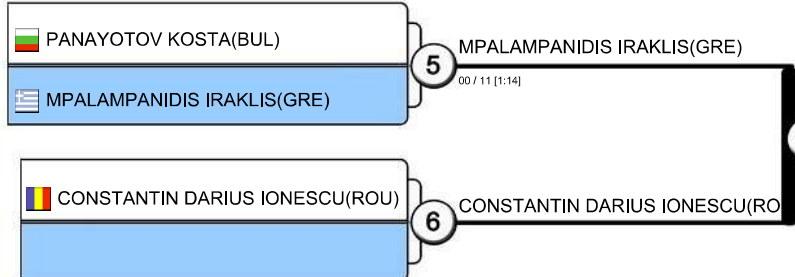 PANAYOTOV KOSTA(BUL)
5
MPALAMPANIDIS IRAKLIS(GRE)
00 / 11 [1:14]
MPALAMPANIDIS IRAKLIS(GRE)
CONSTANTIN DARIUS IONESCU(ROU)
6
CONSTANTIN DARIUS IONESCU(RO